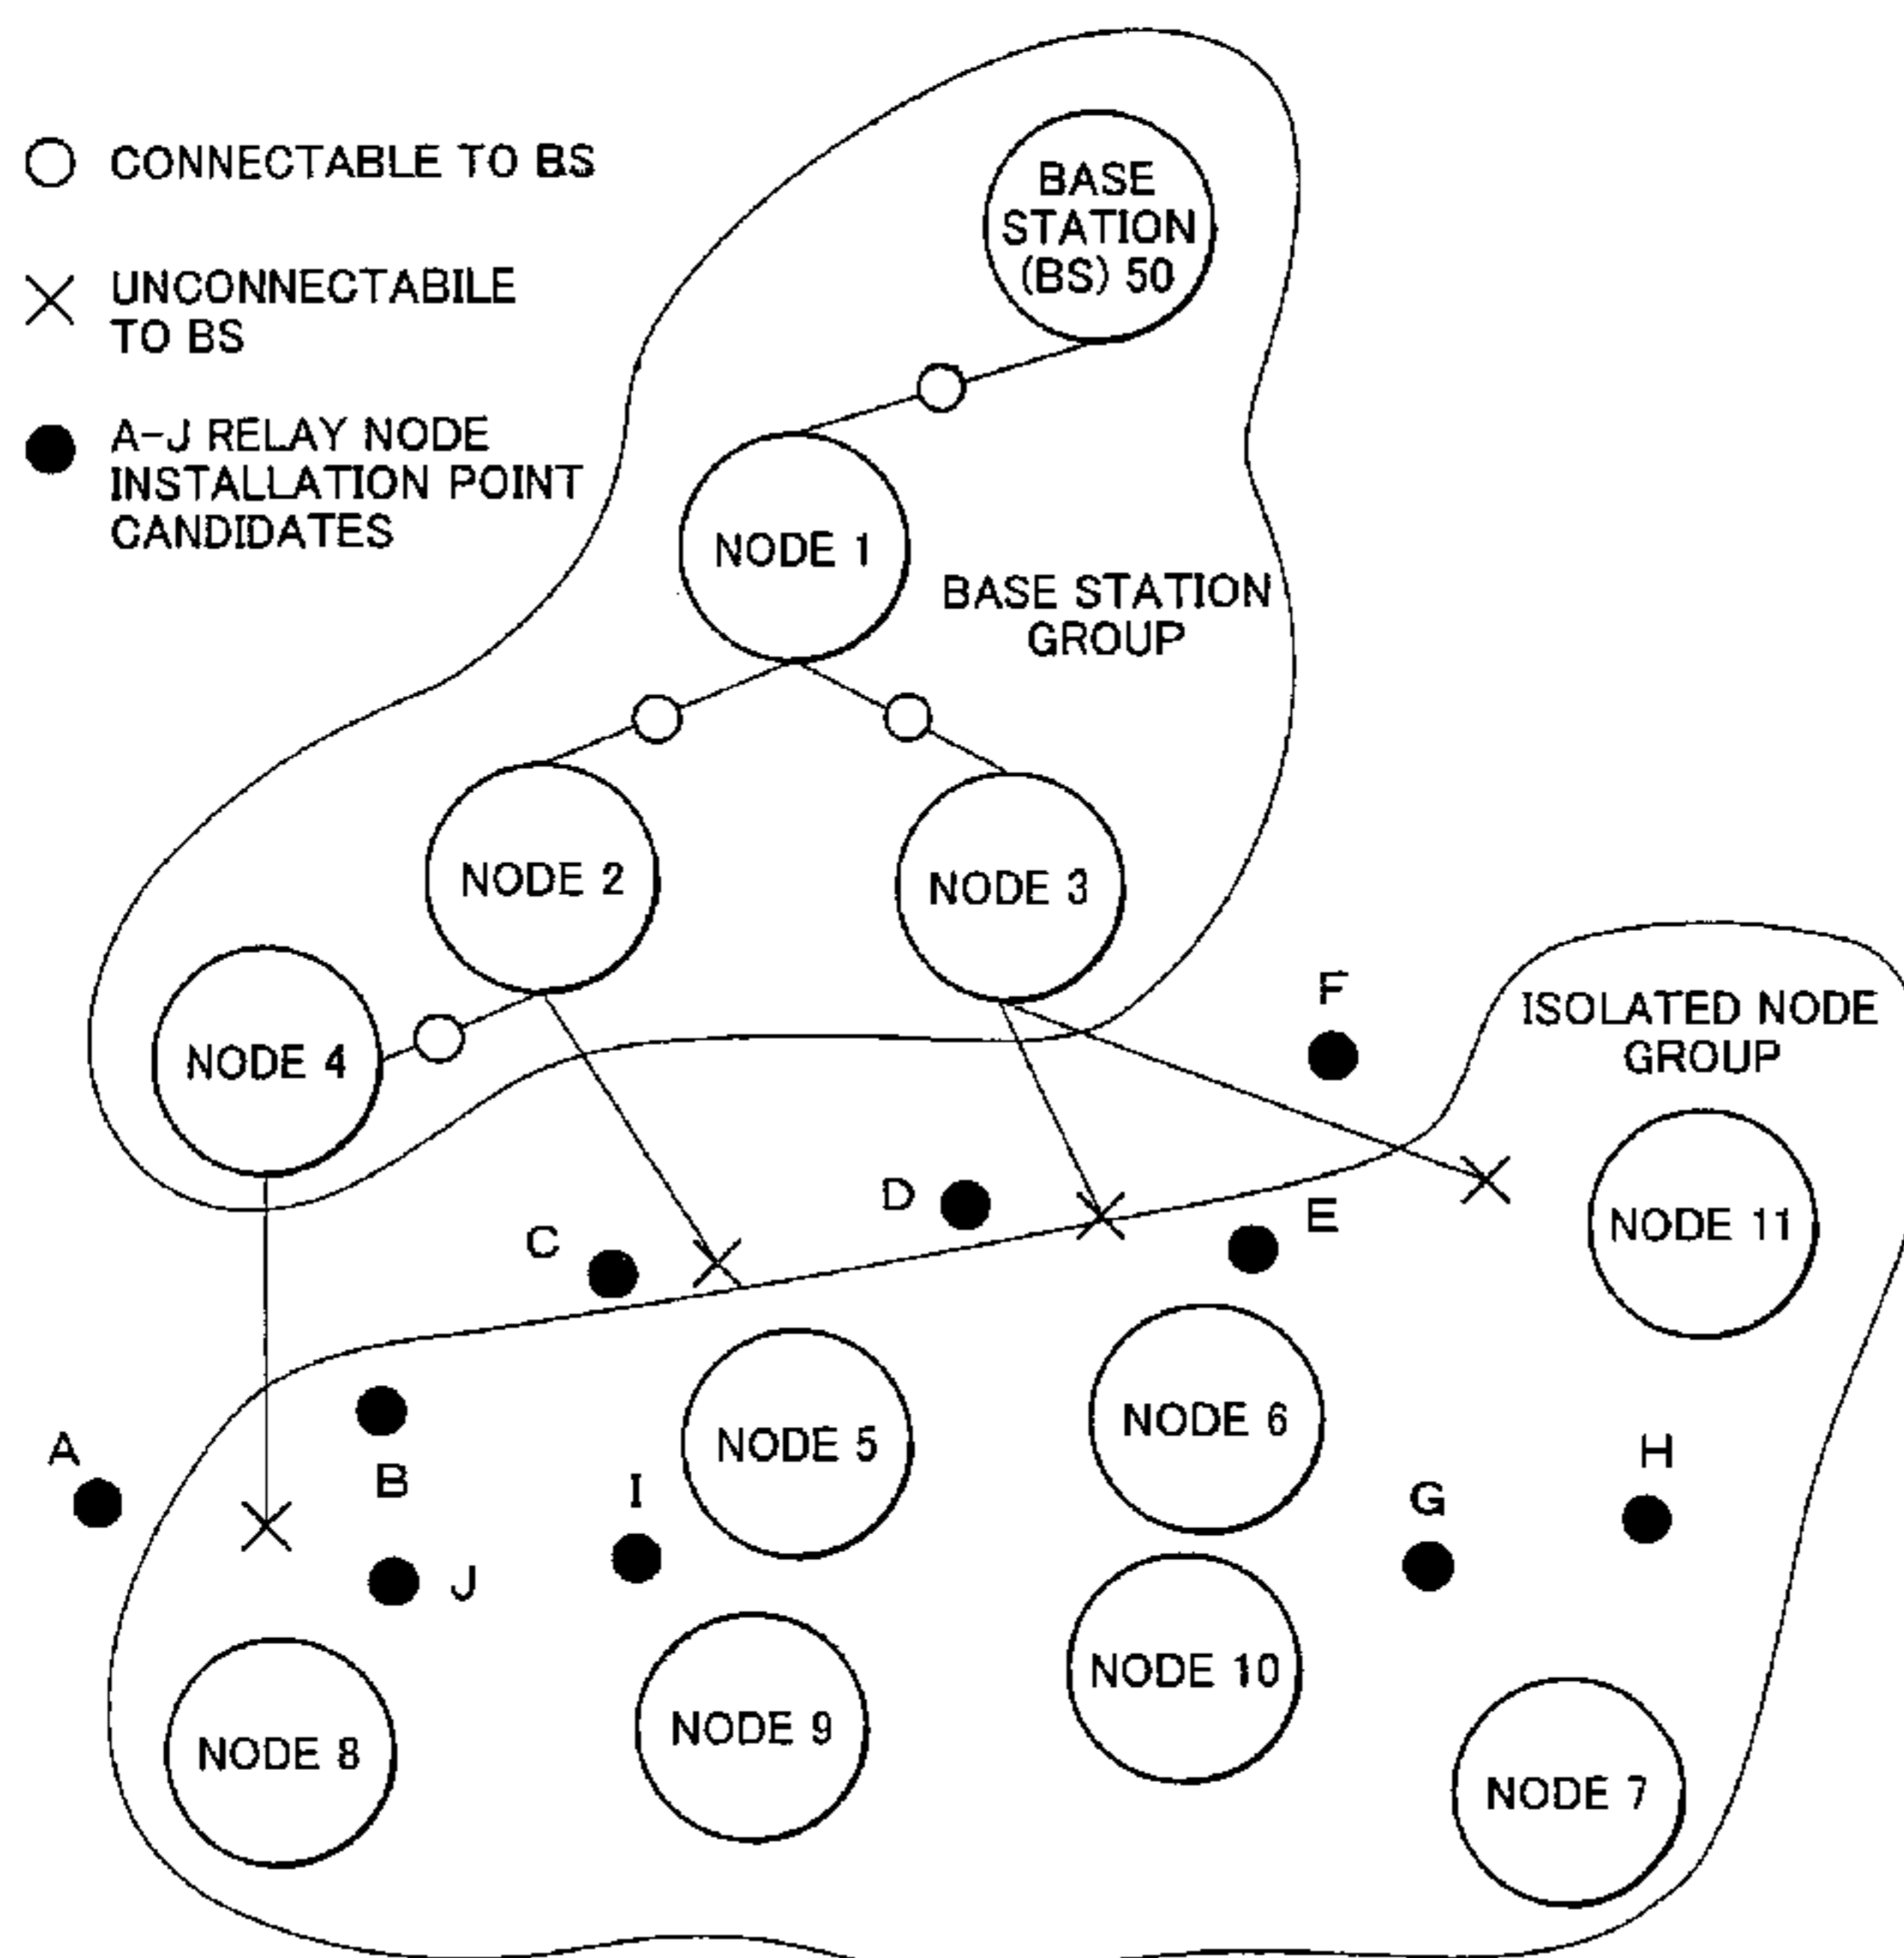 CONNECTABLE TO BS
UNCONNECTABILE
TO BS
A-J RELAY NODE
INSTALLATION POINT
CANDIDATES
BASE
STATION
(BS) 50
NODE 1
BASE STATION
GROUP
NODE 2
NODE 3
NODE 4
F
ISOLATED NODE
GROUP
D
C
E
NODE 11
A
B
I
NODE 5
NODE 6
G
H
J
NODE 8
NODE 9
NODE 10
NODE 7